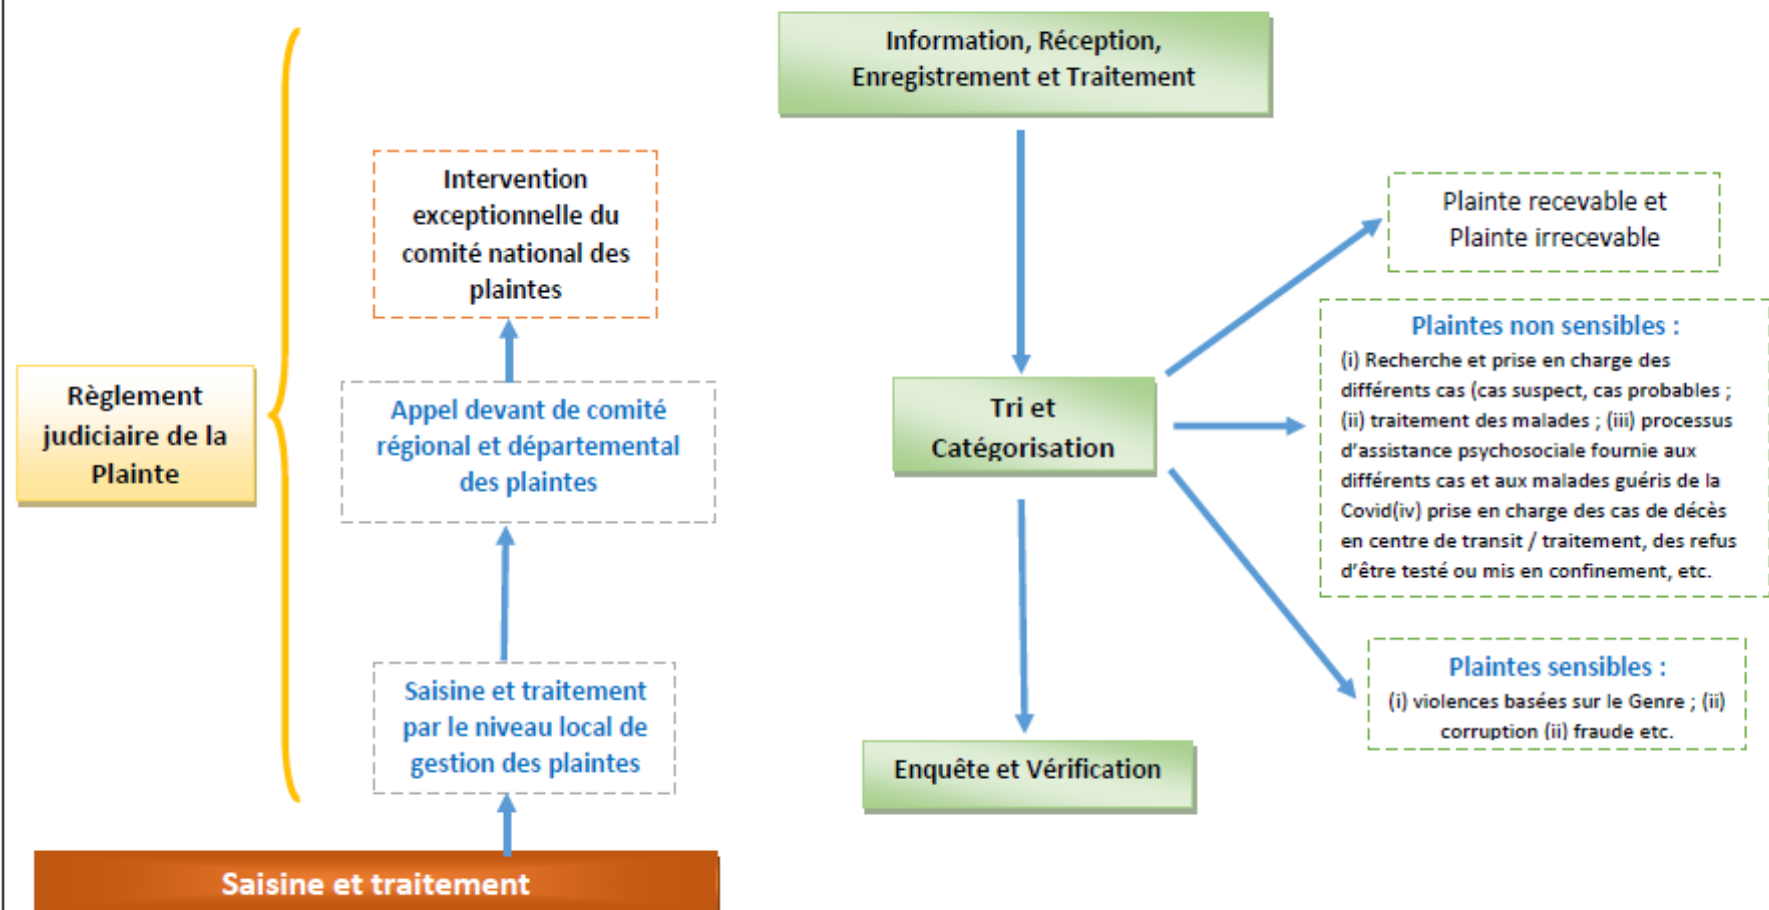 Information, Réception,
Enregistrement et Traitement
Intervention
exceptionnelle du
comité national des
plaintes
Plainte recevable et
Plainte irrecevable
Règlement
judiciaire de la
Plainte
Appel devant de comité
régional et départemental
des plaintes
Tri et
Catégorisation
Plaintes non sensibles :
(i) Recherche et prise en charge des
différents cas (cas suspect, cas probables ;
(ii) traitement des malades ; (iii) processus
d'assistance psychosociale fournie aux
différents cas et aux malades guéris de la
Covid(iv) prise en charge des cas de décès
en centre de transit / traitement, des refus
d'être testé ou mis en confinement, etc.
Saisine et traitement
par le niveau local de
gestion des plaintes
Plaintes sensibles :
(i) violences basées sur le Genre ; (ii)
corruption (ii) fraude etc.
Enquête et Vérification
Saisine et traitement